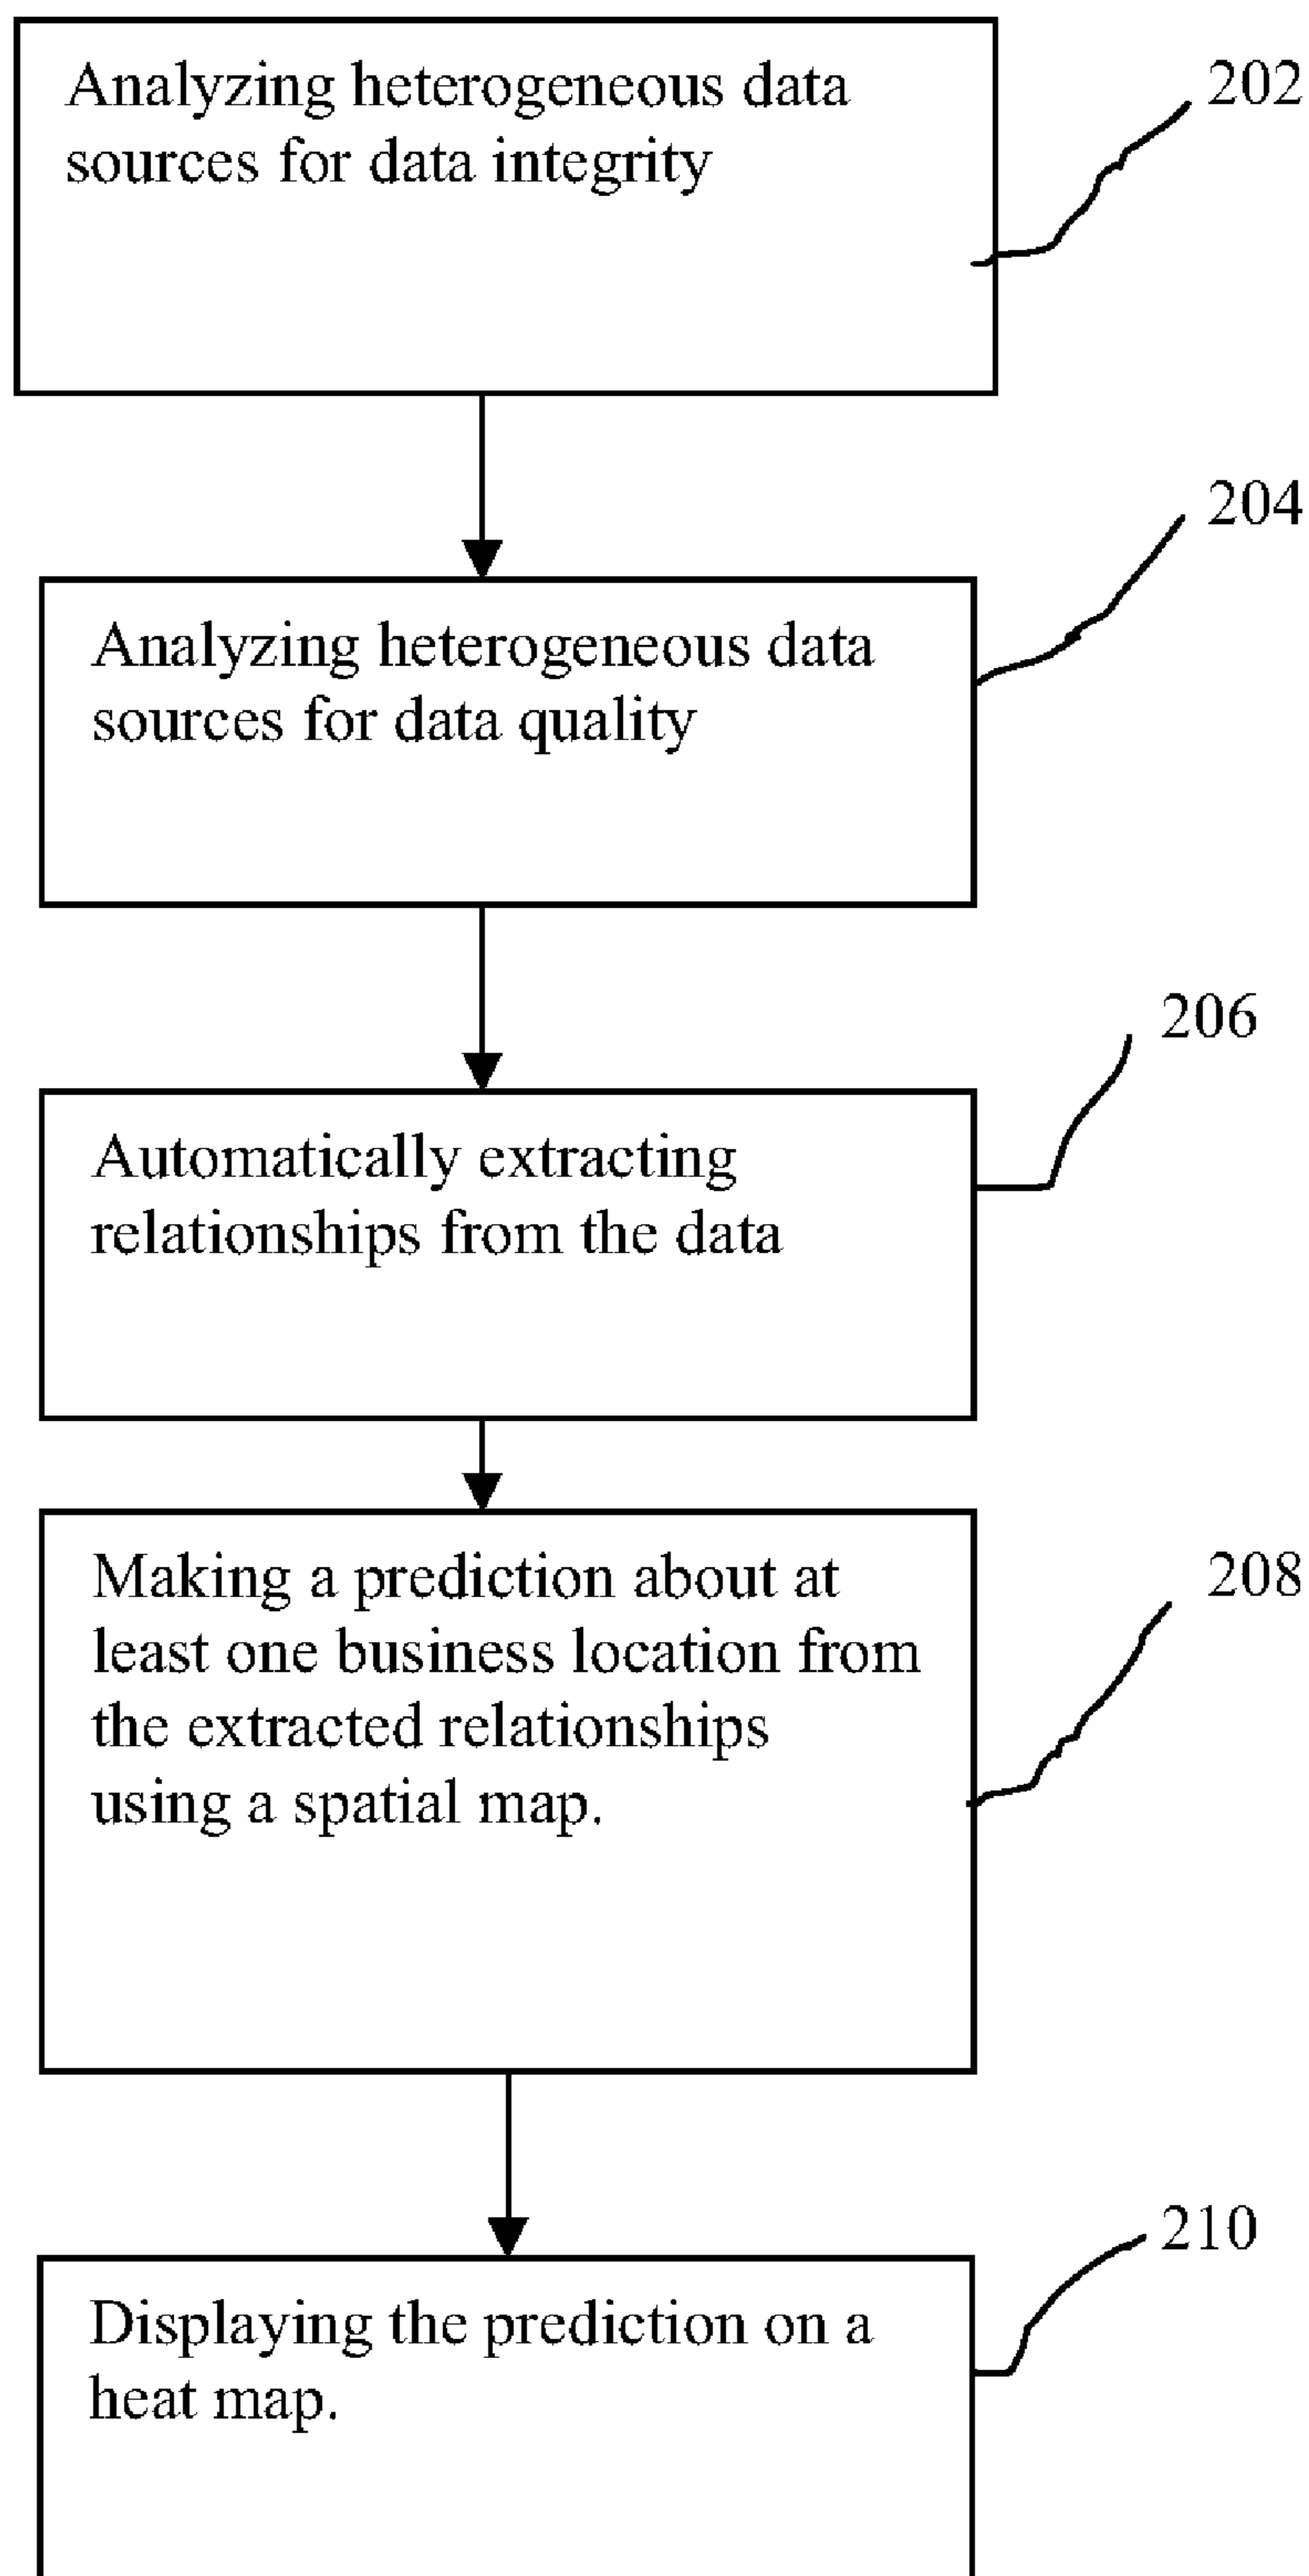 Analyzing heterogeneous data
sources for data integrity
202
Analyzing heterogeneous data
sources for data quality
204
Automatically extracting
relationships from the data
206
Making a prediction about at
least one business location from
the extracted relationships
using a spatial map.
208
Displaying the prediction on a
heat map.
210